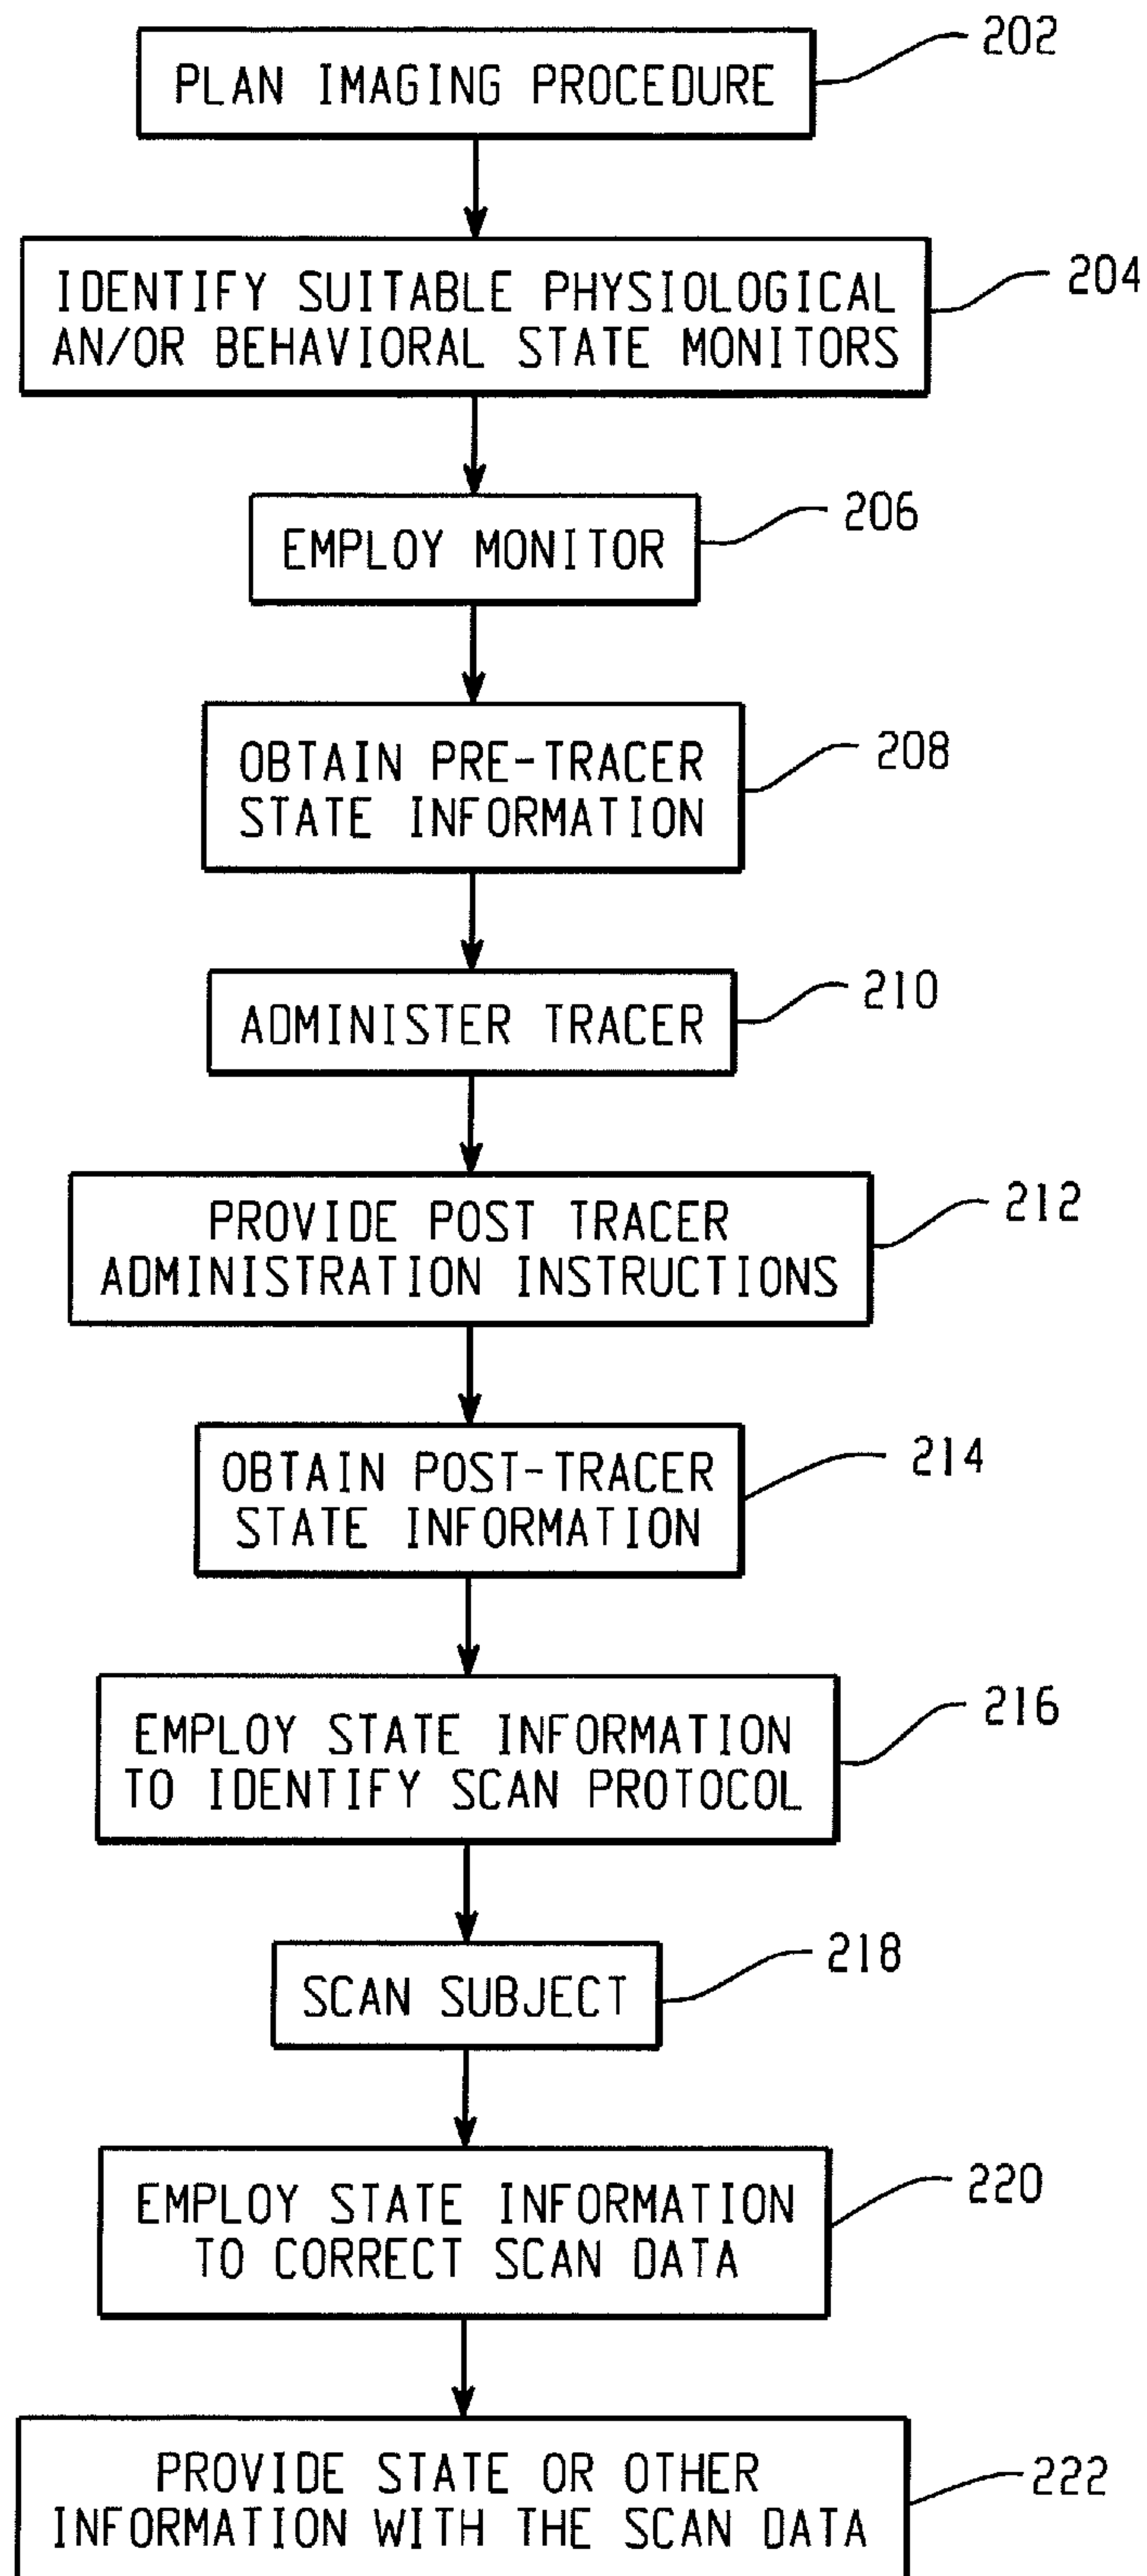 PLAN IMAGING PROCEDURE
202
IDENTIFY SUITABLE PHYSIOLOGICAL
AN/OR BEHAVIORAL STATE MONITORS
204
EMPLOY MONITOR
206
OBTAIN PRE-TRACER
STATE INFORMATION
208
ADMINISTER TRACER
210
PROVIDE POST TRACER
ADMINISTRATION INSTRUCTIONS
212
OBTAIN POST-TRACER
STATE INFORMATION
214
EMPLOY STATE INFORMATION
TO IDENTIFY SCAN PROTOCOL
216
SCAN SUBJECT
218
EMPLOY STATE INFORMATION
TO CORRECT SCAN DATA
220
PROVIDE STATE OR OTHER
INFORMATION WITH THE SCAN DATA
222